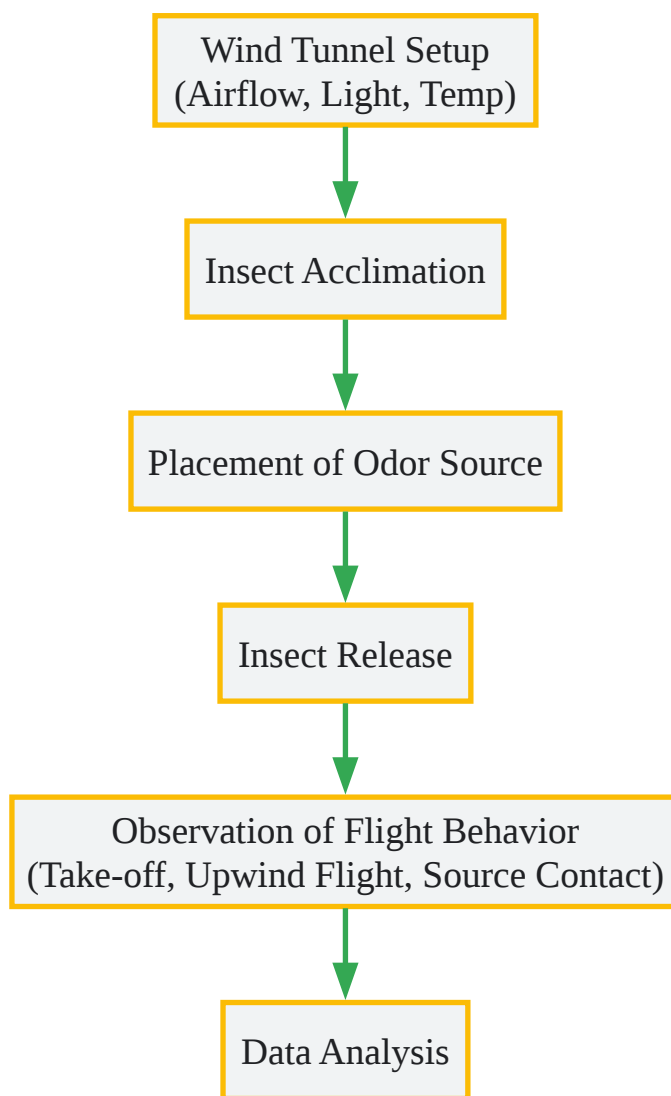 Wind Tunnel Setup
(Airflow, Light, Temp)
Insect Acclimation
Placement of Odor Source
Insect Release
Observation of Flight Behavior
(Take-off, Upwind Flight, Source Contact)
Data Analysis